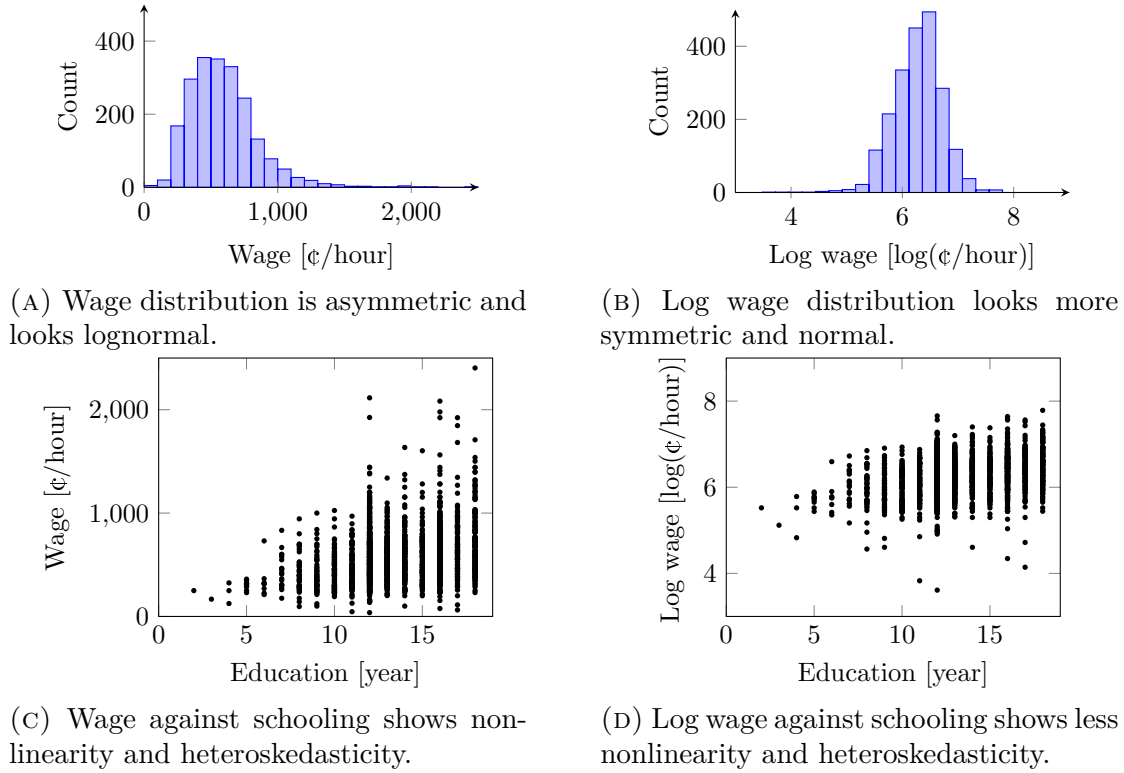 400
200
0
Count
0 1,000 2,000
Wage [¢/hour]
(A) Wage distribution is asymmetric and
looks lognormal.
400
200
0
Count
4 6 8
Log wage [log(¢/hour)]
(B) Log wage distribution looks more
symmetric and normal.
2,000
1,000
0
Wage [¢/hour]
0 5 10 15
Education [year]
(C) Wage against schooling shows non-
linearity and heteroskedasticity.
8
6
4
Log wage [log(¢/hour)]
0 5 10 15
Education [year]
(D) Log wage against schooling shows less
nonlinearity and heteroskedasticity.